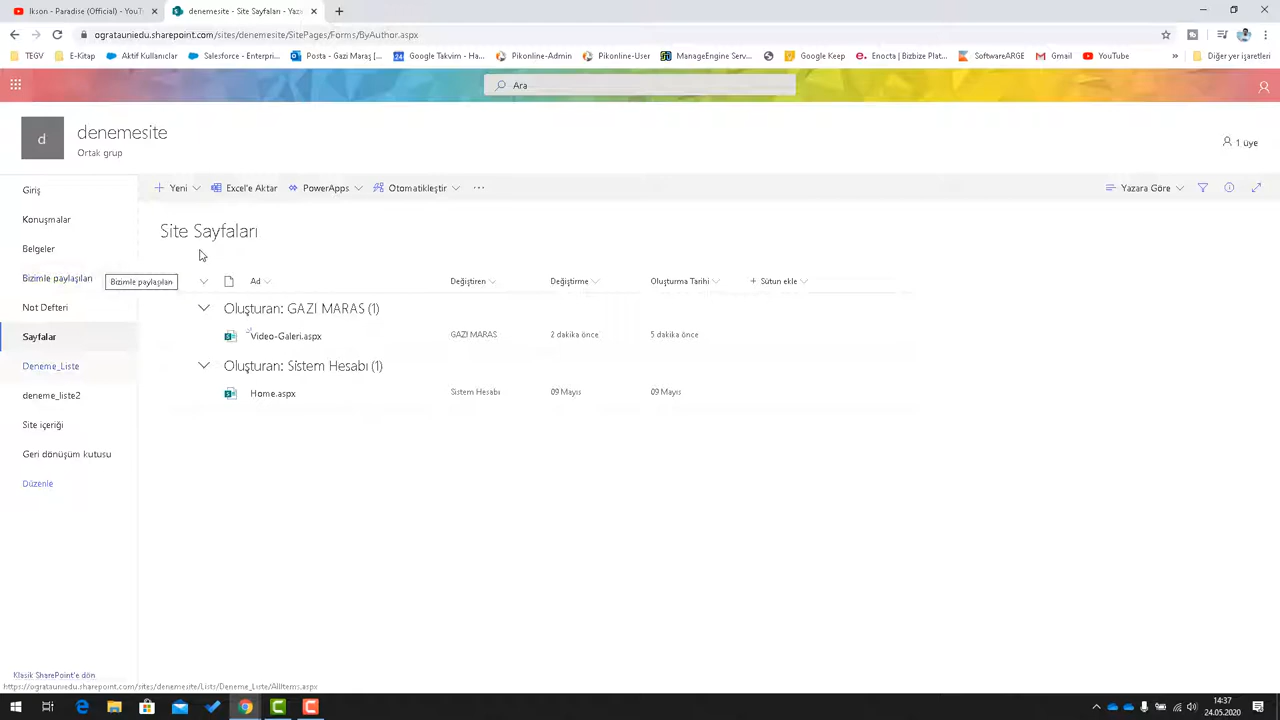 Ikson - Paradise (Official) - YouT
denemesite - Site Sayfaları - Yaz
ogratauniedu.sharepoint.com/sites/denemesite/SitePages/Forms/ByAuthor.aspx
TEGV
E-Kitap
Aktif Kullanıcılar
Salesforce - Enterpri...
Posta - Gazi Maraş [...
Google Takvim - Ha...
Pikonline-Admin
Pikonline-User
ManageEngine Serv...
Google Keep
Enocta | Bizbize Plat...
SoftwareARGE
Gmail
YouTube
»
Diğer yer işaretleri
Ara
d
denemesite
Ortak grup
1 üye
Giriş
Konuşmalar
Belgeler
Bizimle paylaşılan
Not Defteri
Sayfalar
Deneme_Liste
deneme_liste2
Site içeriği
Geri dönüşüm kutusu
Düzenle
Klasik SharePoint'e dön
Bizimle paylaşılan
+ Yeni
Excel'e Aktar
PowerApps
Otomatikleştir
...
Yazara Göre
Site Sayfaları
Ad
Değiştiren
Değiştirme
Oluşturma Tarihi
+ Sütun ekle
Oluşturan: GAZI MARAS (1)
Video-Galeri.aspx
GAZI MARAS
2 dakika önce
5 dakika önce
Oluşturan: Sistem Hesabı (1)
Home.aspx
Sistem Hesabı
09 Mayıs
09 Mayıs
https://ogratauniedu.sharepoint.com/sites/denemesite/Lists/Deneme_Liste/AllItems.aspx
14:37
24.05.2020